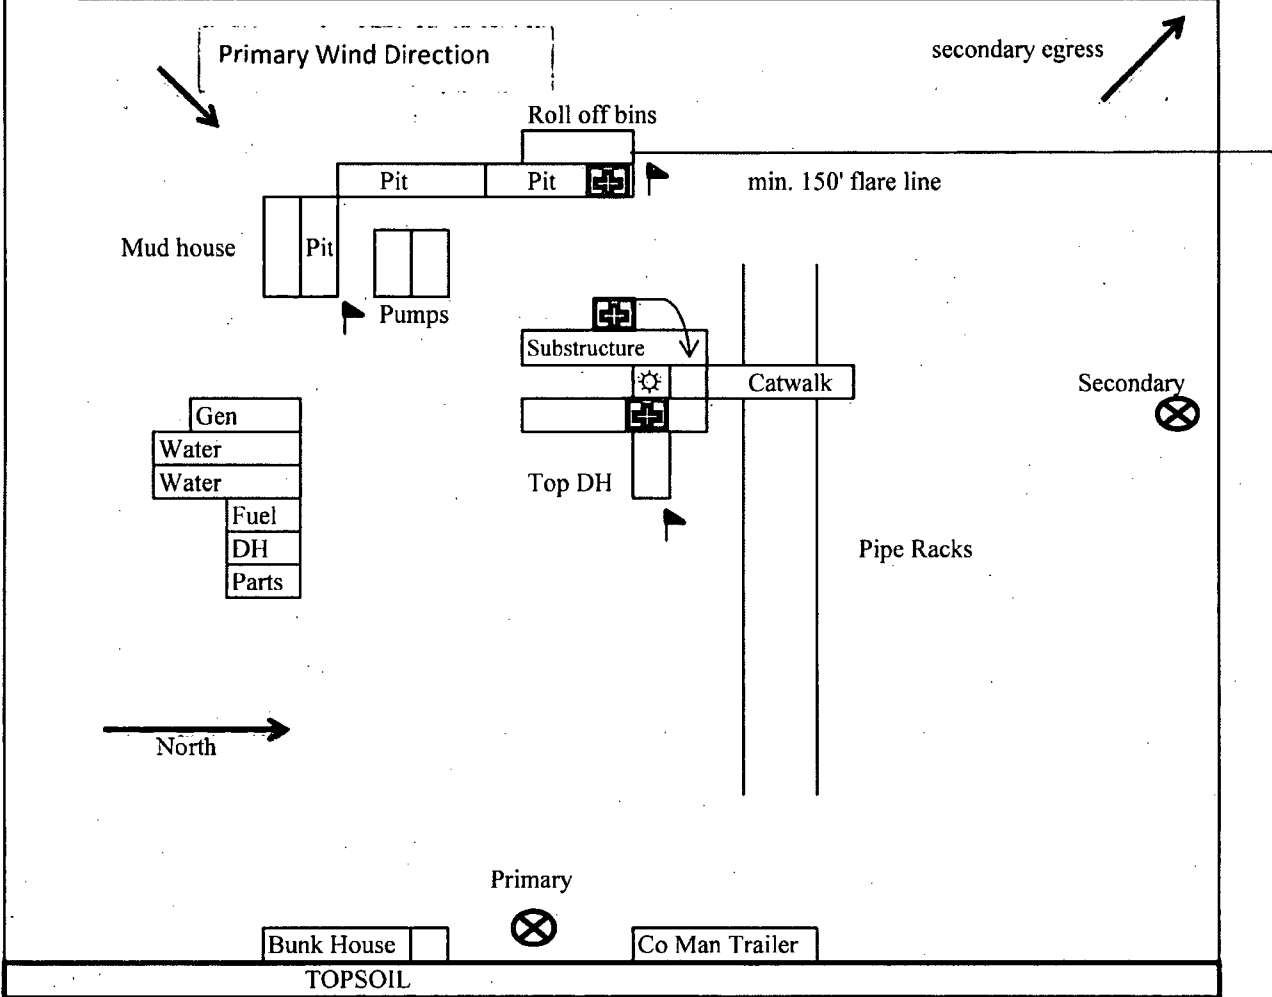 secondary egress
Primary Wind Direction
Roll off bins
Pit
Pit
min. 150' flare line
Mud house
Pit
Pumps
Substructure
Catwalk
Secondary
Gen
Water
Water
Top DH
Fuel
DH
Pipe Racks
Parts
North
Primary
Bunk House
Co Man Trailer
TOPSOIL